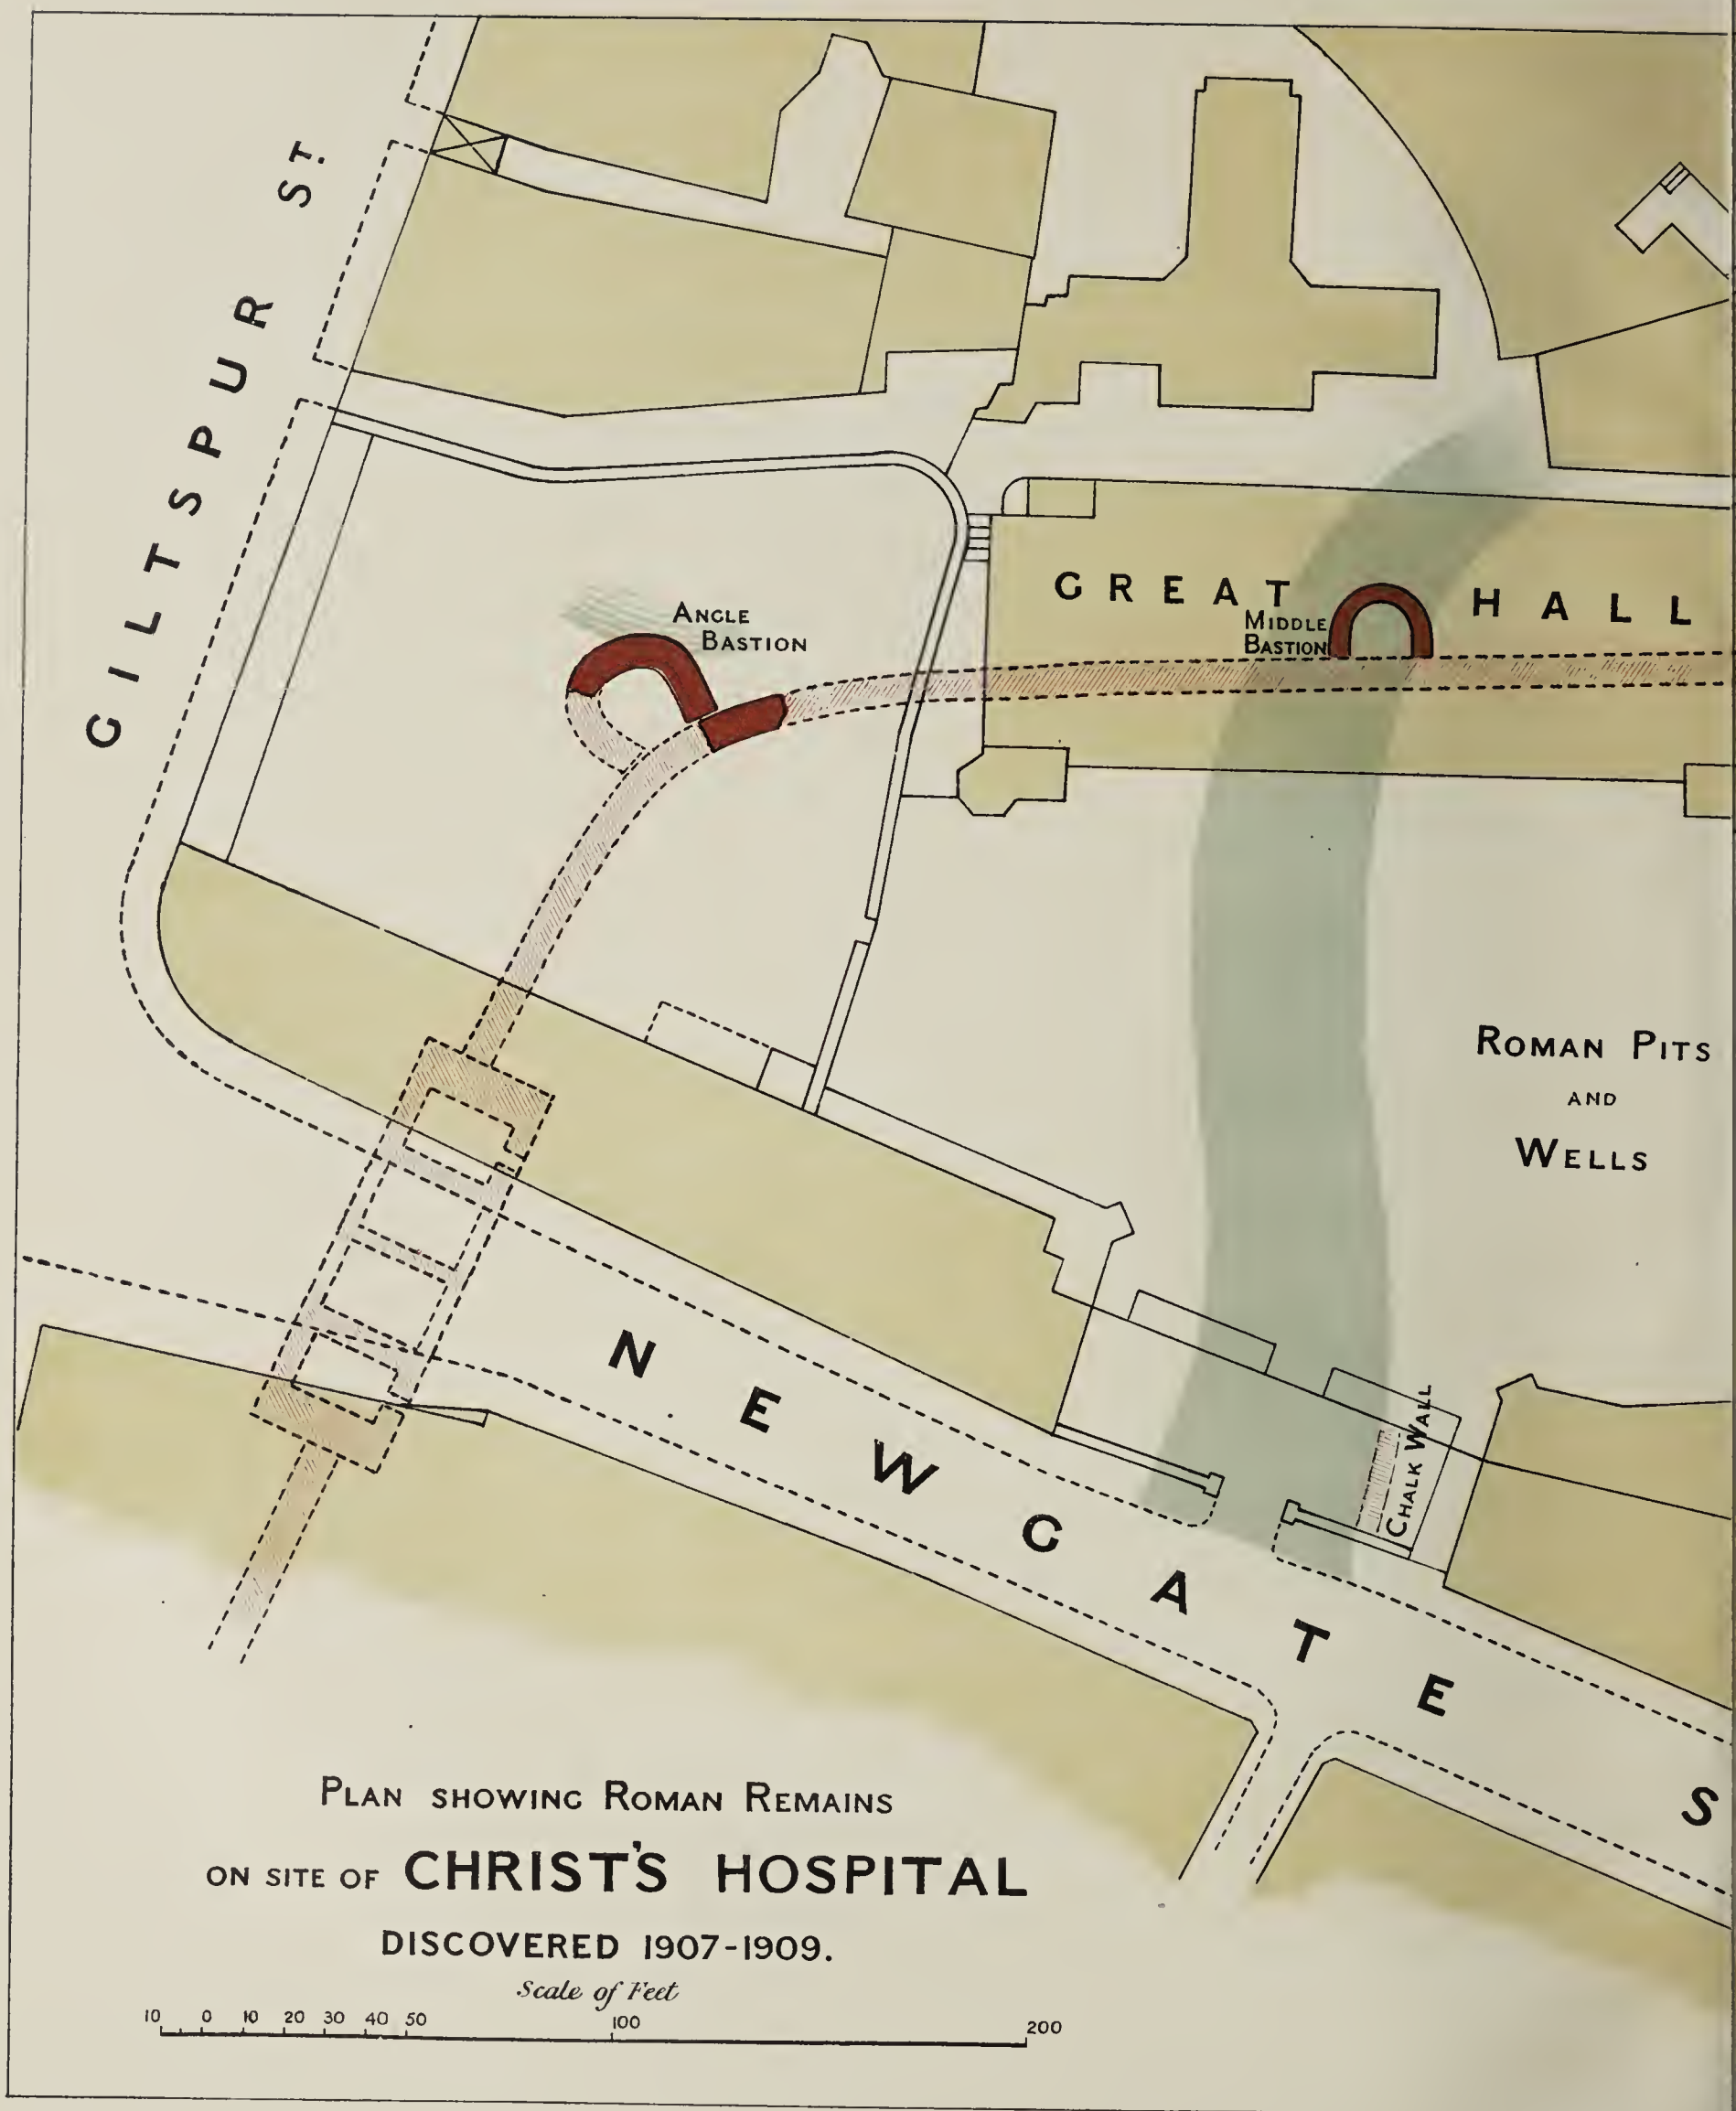 GILTSPUR ST.
ANGLE
BASTION
GREAT HALL
MIDDLE
BASTION
ROMAN PITS
AND
WELLS
CHALK WALL
NEWGATE S
PLAN SHOWING ROMAN REMAINS
ON SITE OF CHRIST'S HOSPITAL
DISCOVERED 1907-1909.
Scale of Feet
10 0 10 20 30 40 50 100 200